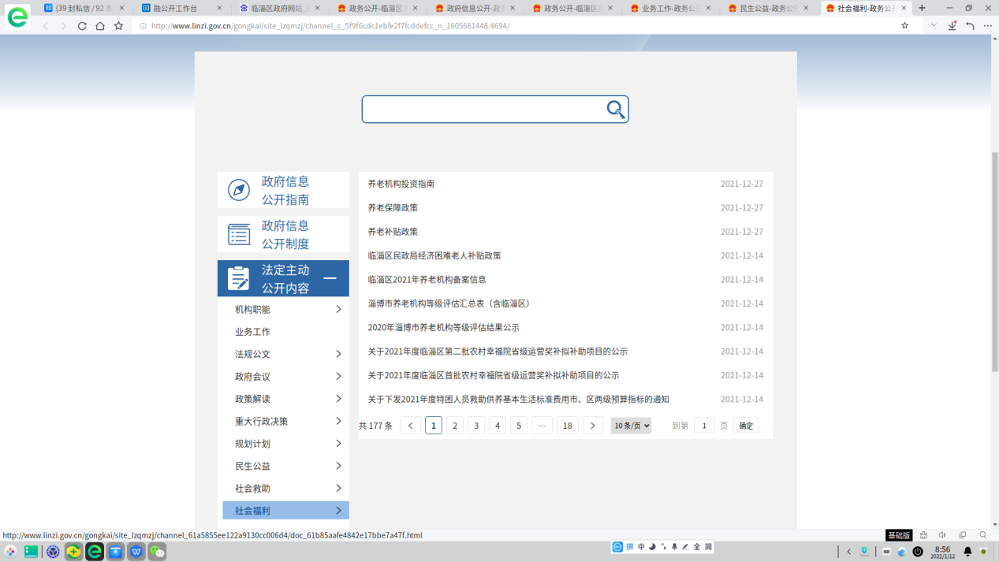 (39 封私信 / 92 条
融公开工作台
临淄区政府网站_
政务公开-临淄区
政府信息公开-政
政务公开-临淄区
业务工作-政务公开
民生公益-政务公开
社会福利-政务公开
http://www.linzi.gov.cn/gongkai/site_lzqmzj/channel_c_5f9f6cdc1ebfe2f7fcddefcc_n_1605681448.4694/
政府信息
公开指南
政府信息
公开制度
法定主动
公开内容
机构职能
业务工作
法规公文
政府会议
政策解读
重大行政决策
规划计划
民生公益
社会救助
社会福利
养老机构投资指南 2021-12-27
养老保障政策 2021-12-27
养老补贴政策 2021-12-27
临淄区民政局经济困难老人补贴政策 2021-12-14
临淄区2021年养老机构备案信息 2021-12-14
淄博市养老机构等级评估汇总表（含临淄区） 2021-12-14
2020年淄博市养老机构等级评估结果公示 2021-12-14
关于2021年度临淄区第二批农村幸福院省级运营奖补拟补助项目的公示 2021-12-14
关于2021年度临淄区首批农村幸福院省级运营奖补拟补助项目的公示 2021-12-14
关于下发2021年度特困人员救助供养基本生活标准费用市、区两级预算指标的通知 2021-12-14
共 177 条 < 1 2 3 4 5 ··· 18 > 10 条/页 到第 1 页 确定
http://www.linzi.gov.cn/gongkai/site_lzqmzj/channel_61a5855ee122a9130cc006d4/doc_61b85aafe4842e17bbe7a47f.html
基础版
拼 中 全 简
8:56
2022/1/12